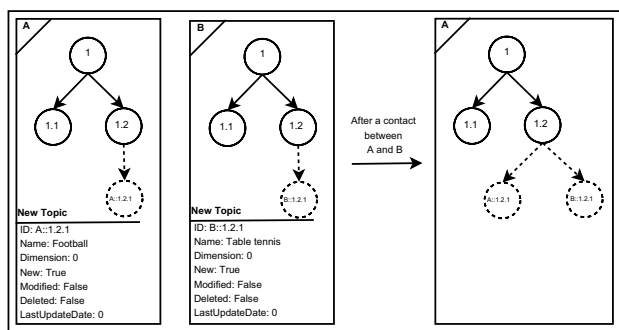 A
1
1.1
1.2
A::1.2.1
New Topic
ID: A::1.2.1
Name: Football
Dimension: 0
New: True
Modified: False
Deleted: False
LastUpdateDate: 0
B
1
1.1
1.2
B::1.2.1
New Topic
ID: B::1.2.1
Name: Table tennis
Dimension: 0
New: True
Modified: False
Deleted: False
LastUpdateDate: 0
After a contact
between
A and B
A
1
1.1
1.2
A::1.2.1
B::1.2.1